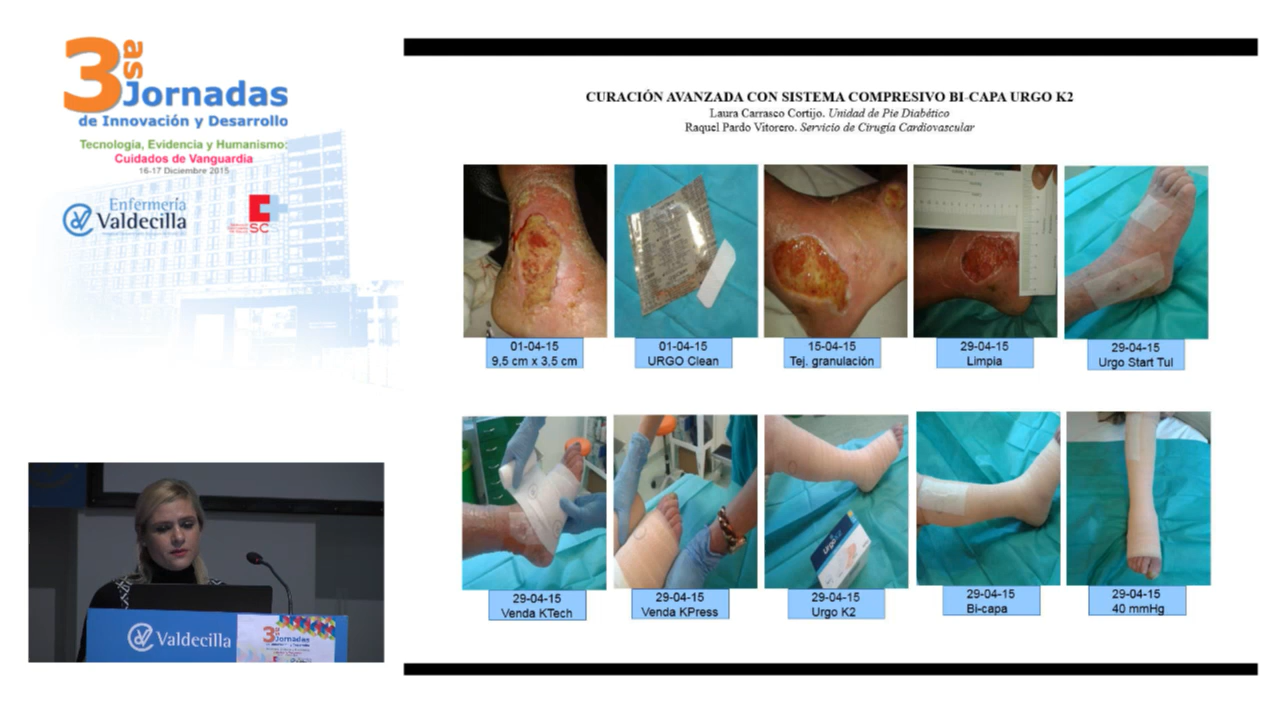 3as Jornadas
de Innovación y Desarrollo
Tecnología, Evidencia y Humanismo:
Cuidados de Vanguardia
16-17 Diciembre 2015
Enfermería
Valdecilla
SC
CURACIÓN AVANZADA CON SISTEMA COMPRESIVO BI-CAPA URGO K2
Laura Carrasco Cortijo. Unidad de Pie Diabético
Raquel Pardo Vitorero. Servicio de Cirugía Cardiovascular
01-04-15
9,5 cm x 3,5 cm
01-04-15
URGO Clean
15-04-15
Tej. granulación
29-04-15
Limpia
29-04-15
Urgo Start Tul
29-04-15
Venda KTech
29-04-15
Venda KPress
29-04-15
Urgo K2
29-04-15
Bi-capa
29-04-15
40 mmHg
Valdecilla
3as
Jornadas